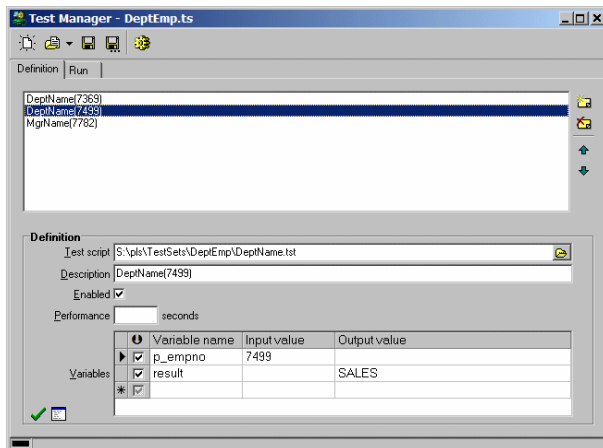 Test Manager - DeptEmp.ts
Definition Run
DeptName(7369)
DeptName(7499)
MgrName(7782)
Definition
Test script S:\pls\TestSets\DeptEmp\DeptName.tst
Description DeptName(7499)
Enabled
Performance seconds
Variable name Input value Output value
p_empno 7499
Variables result SALES